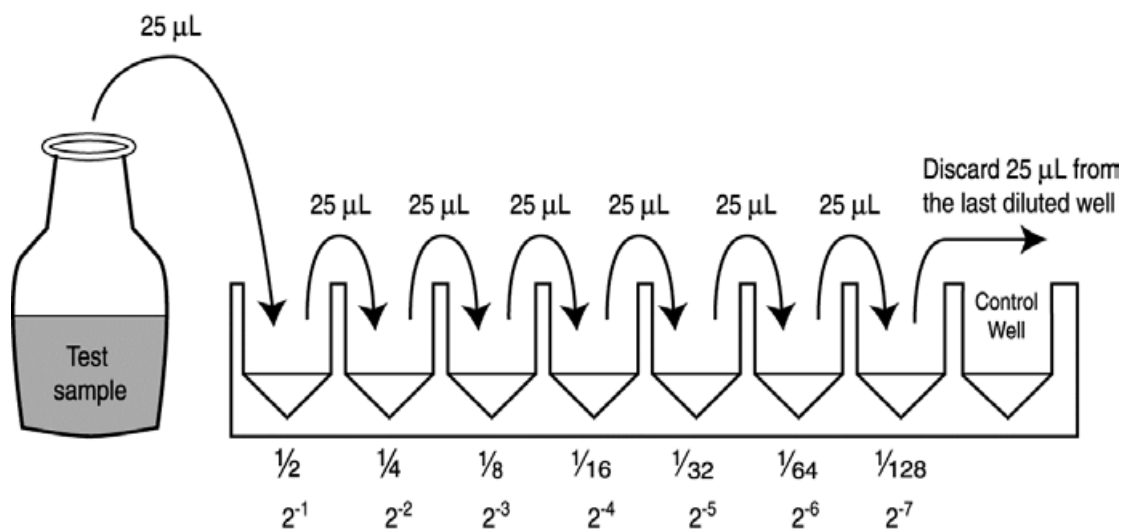 25 μL
Discard 25 μL from
the last diluted well
25 μL 25 μL 25 μL 25 μL 25 μL 25 μL
Control
Well
Test
sample
½ ¼ ⅛ 1⁄16 1⁄32 1⁄64 1⁄128
2⁻¹ 2⁻² 2⁻³ 2⁻⁴ 2⁻⁵ 2⁻⁶ 2⁻⁷